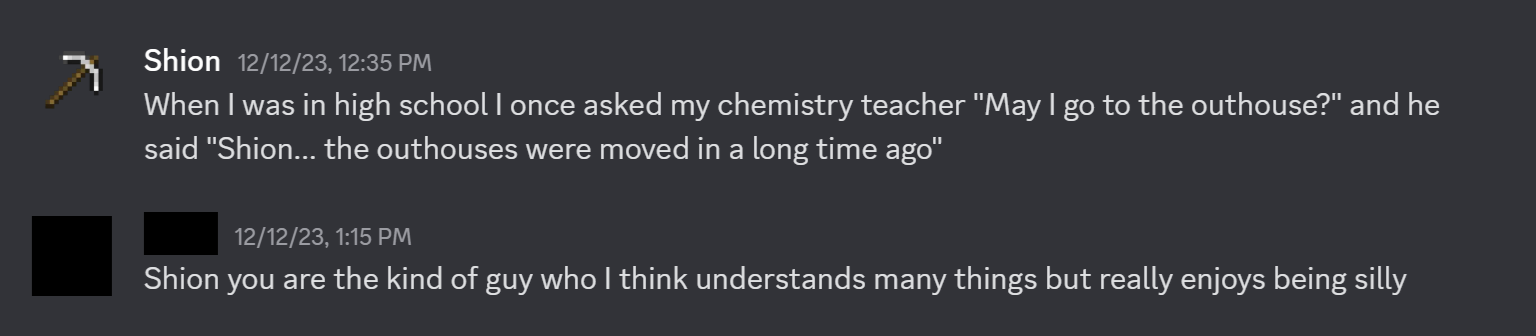 Shion 12/12/23, 12:35 PM
When I was in high school I once asked my chemistry teacher "May I go to the outhouse?" and he
said "Shion... the outhouses were moved in a long time ago"
12/12/23, 1:15 PM
Shion you are the kind of guy who I think understands many things but really enjoys being silly